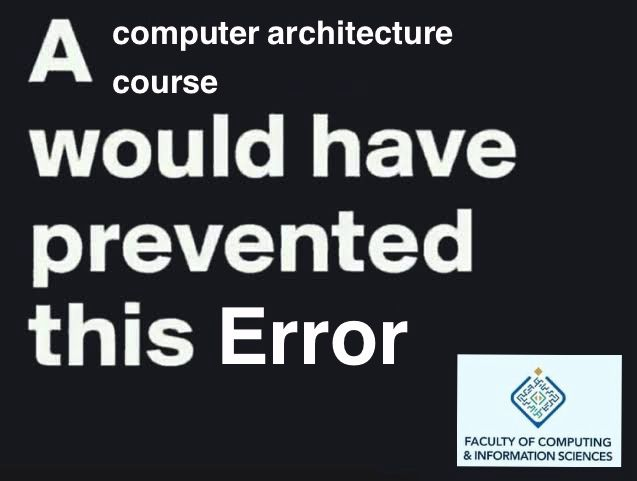 A computer architecture
course
would have
prevented
this Error
FACULTY OF COMPUTING
& INFORMATION SCIENCES